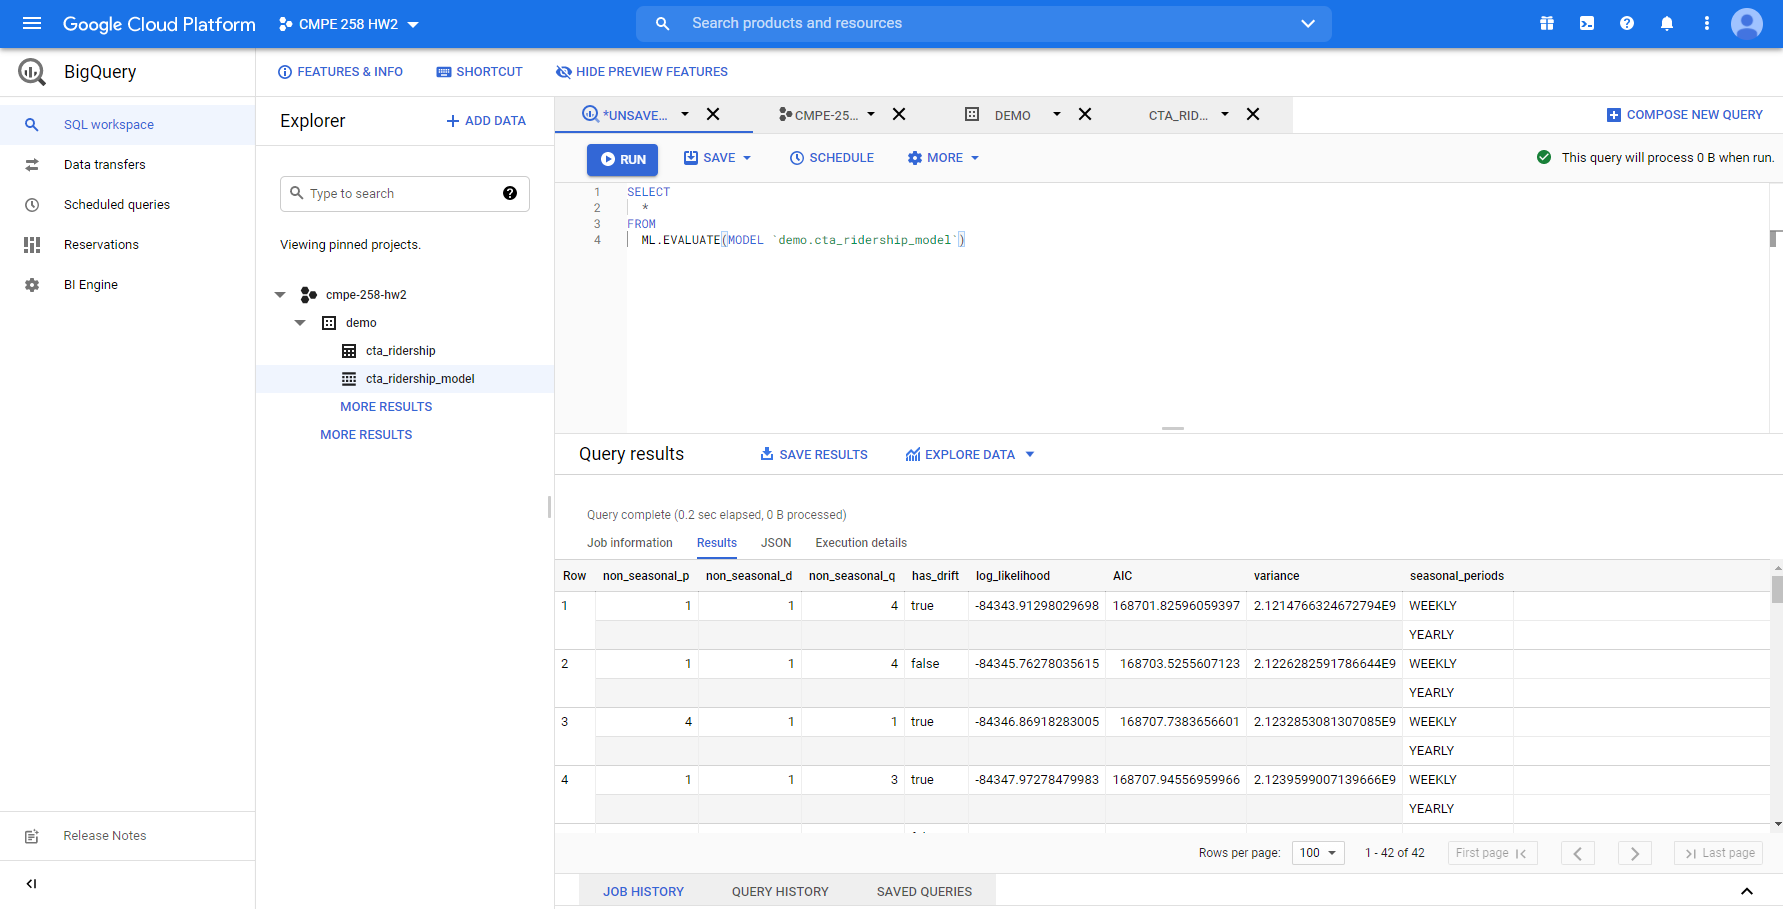 Google Cloud Platform CMPE 258 HW2 Search products and resources
BigQuery FEATURES & INFO SHORTCUT HIDE PREVIEW FEATURES
SQL workspace
Data transfers
Scheduled queries
Reservations
BI Engine
Release Notes
Explorer ADD DATA
Type to search
Viewing pinned projects.
cmpe-258-hw2
demo
cta_ridership
cta_ridership_model
MORE RESULTS
MORE RESULTS
*UNSAVE... CMPE-25... DEMO CTA_RID... COMPOSE NEW QUERY
RUN SAVE SCHEDULE MORE This query will process 0 B when run.
1 SELECT
2 *
3 FROM
4 ML.EVALUATE(MODEL `demo.cta_ridership_model`)
Query results SAVE RESULTS EXPLORE DATA
Query complete (0.2 sec elapsed, 0 B processed)
Job information Results JSON Execution details
Row non_seasonal_p non_seasonal_d non_seasonal_q has_drift log_likelihood AIC variance seasonal_periods
1 1 1 4 true -84343.91298029698 168701.82596059397 2.1214766324672794E9 WEEKLY
YEARLY
2 1 1 4 false -84345.76278035615 168703.5255607123 2.1226282591786644E9 WEEKLY
YEARLY
3 4 1 1 true -84346.86918283005 168707.7383656601 2.1232853081307085E9 WEEKLY
YEARLY
4 1 1 3 true -84347.97278479983 168707.94556959966 2.1239599007139666E9 WEEKLY
YEARLY
Rows per page: 100 1 - 42 of 42 First page Last page
JOB HISTORY QUERY HISTORY SAVED QUERIES